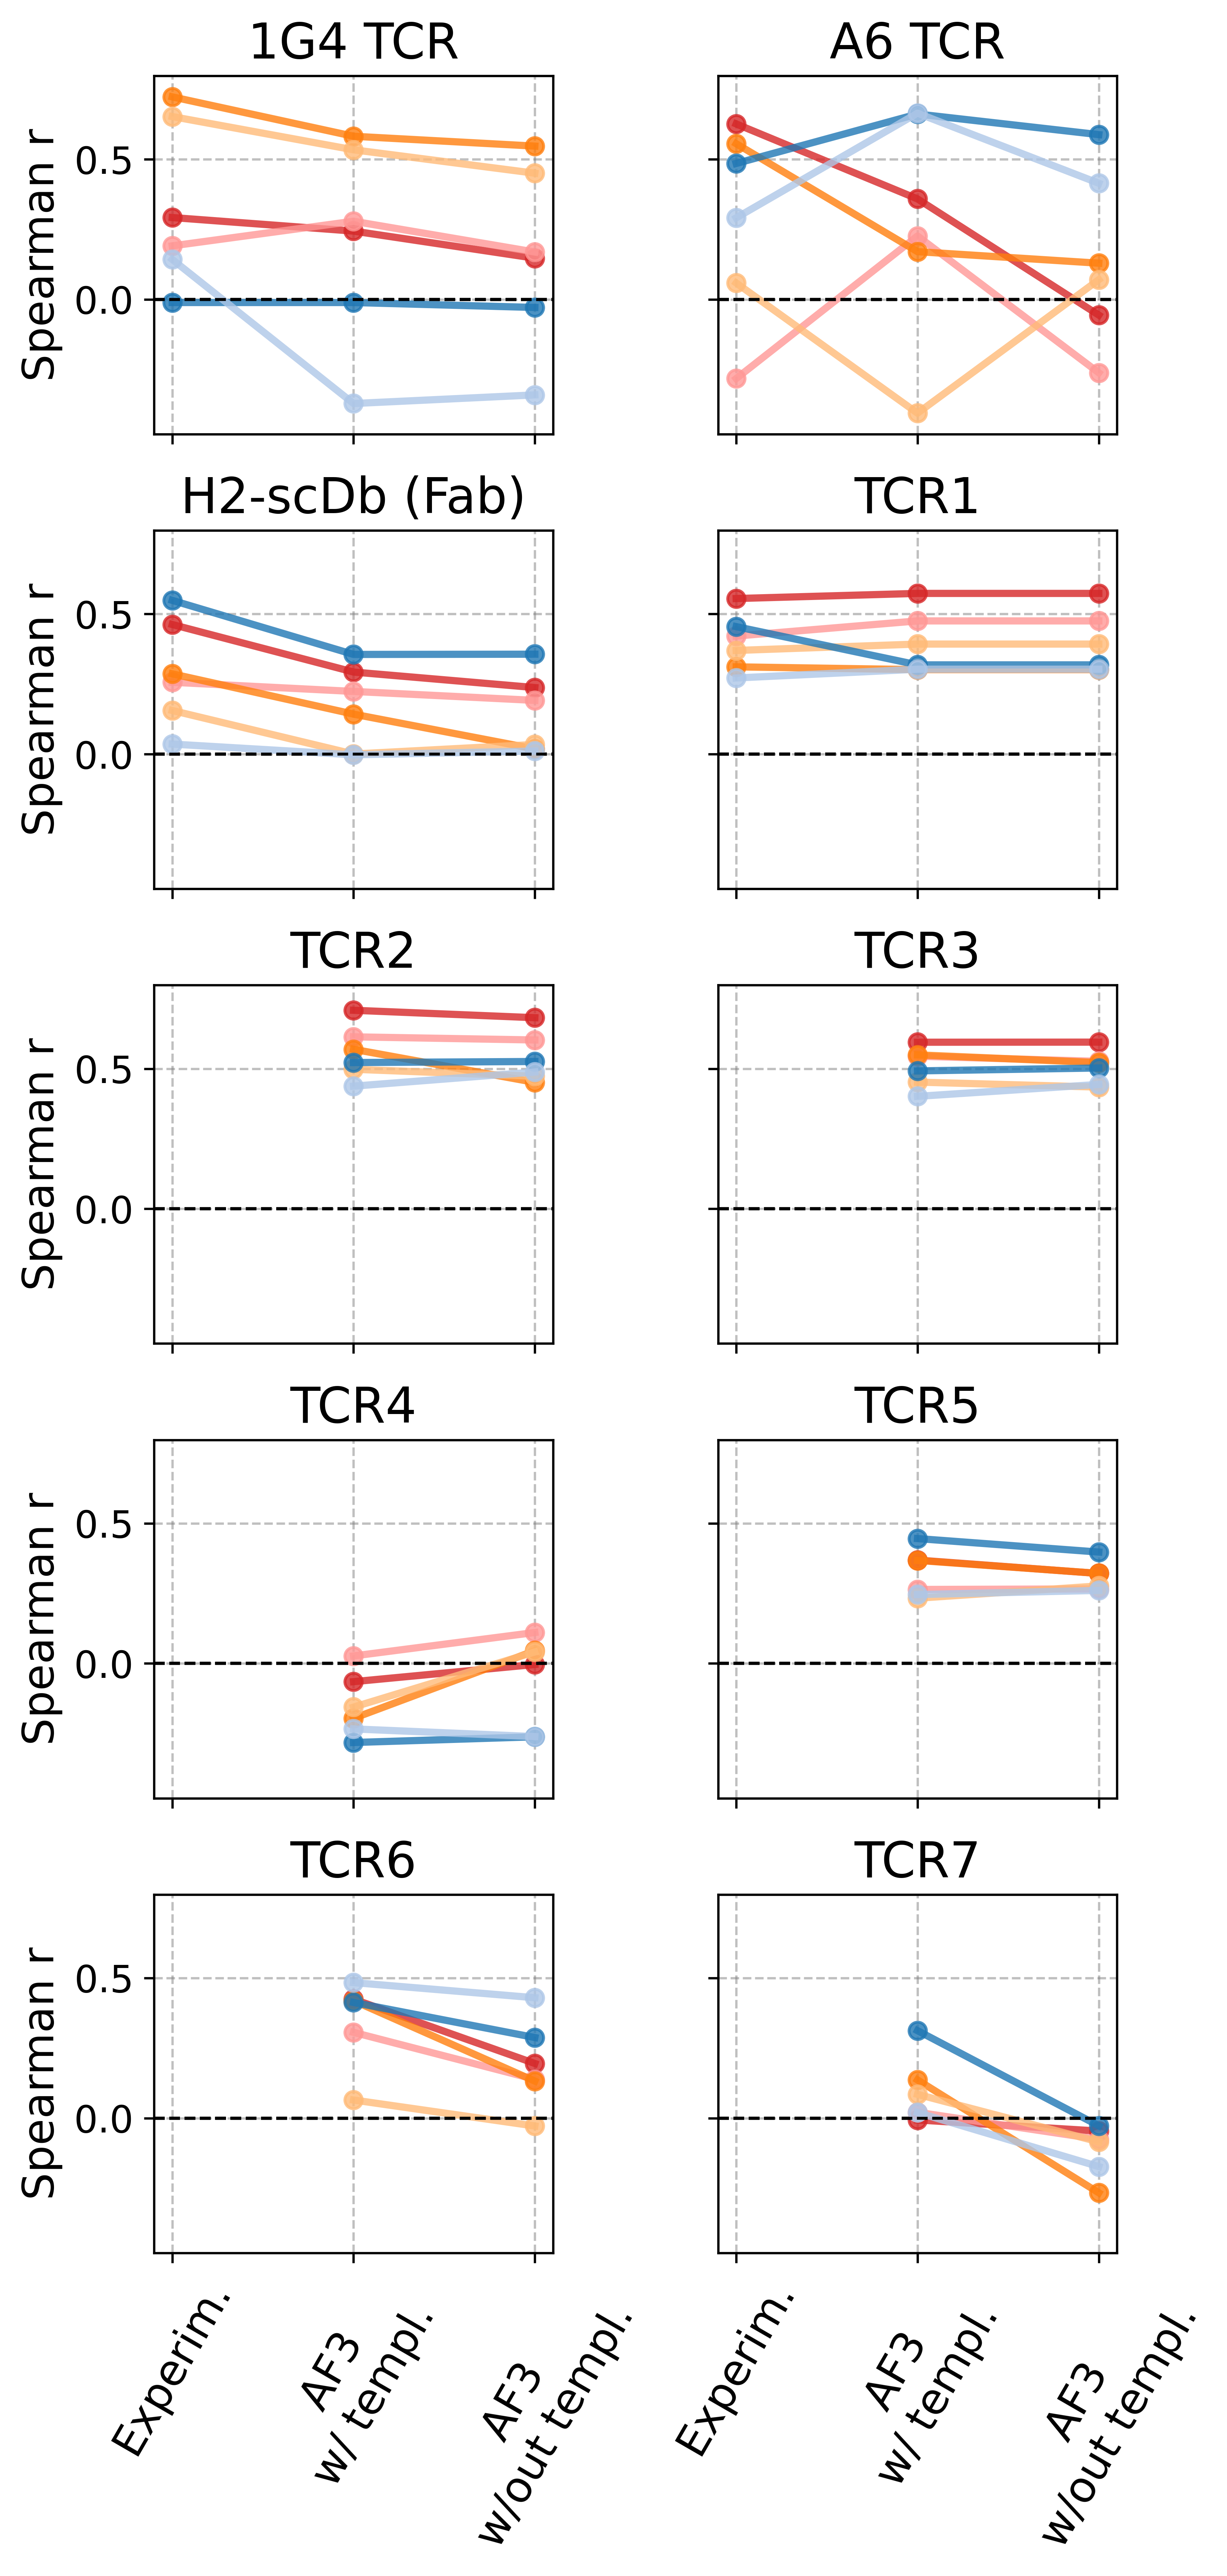 1G4 TCR
A6 TCR
Spearman r
0.5
0.0
H2-scDb (Fab)
TCR1
Spearman r
0.5
0.0
TCR2
TCR3
Spearman r
0.5
0.0
TCR4
TCR5
Spearman r
0.5
0.0
TCR6
TCR7
Spearman r
0.5
0.0
Experim.
AF3
w/ templ.
AF3
w/out templ.
Experim.
AF3
w/ templ.
AF3
w/out templ.